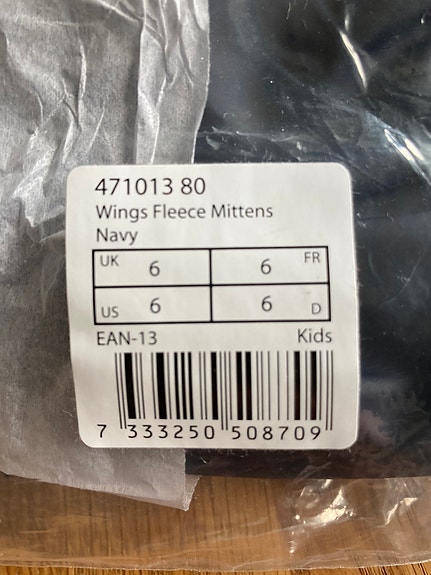 471013 80
Wings Fleece Mittens
Navy
UK 6 6 FR
US 6 6 D
EAN-13 Kids
7 333250 508709